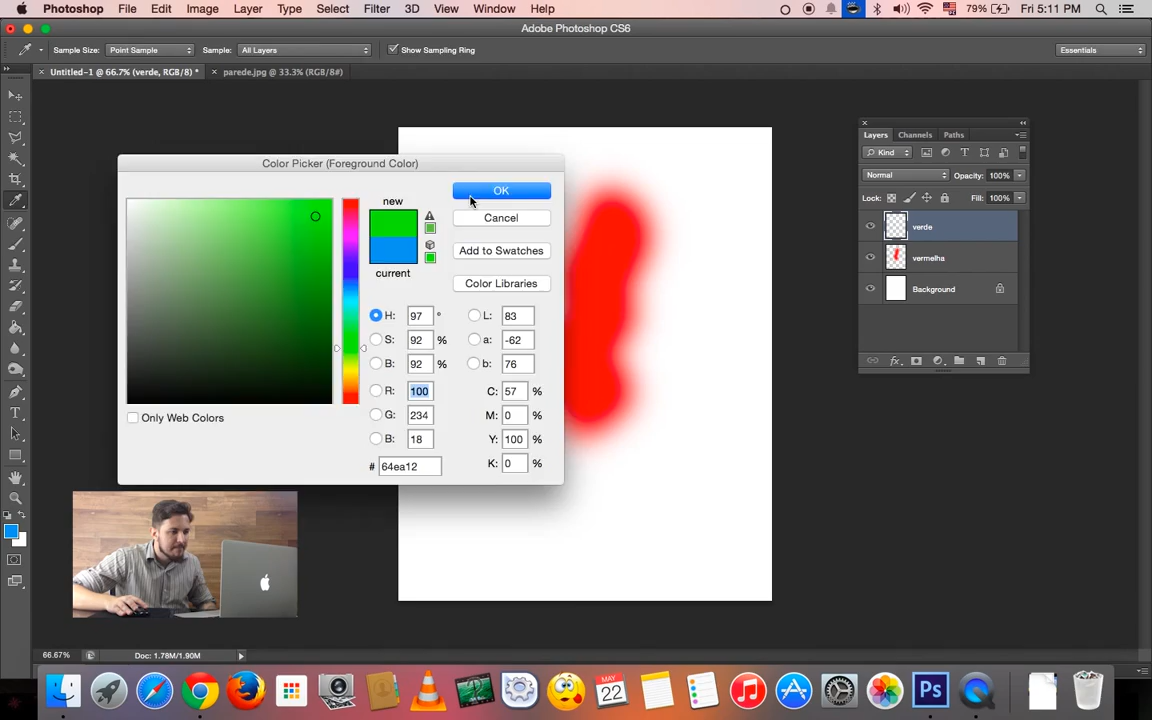 Photoshop File Edit Image Layer Type Select Filter 3D View Window Help 79% Fri 5:11 PM
Adobe Photoshop CS6
Sample Size: Point Sample Sample: All Layers Show Sampling Ring Essentials
Untitled-1 @ 66.7% (verde, RGB/8) * parede.jpg @ 33.3% (RGB/8#)
Layers Channels Paths
Kind
Normal Opacity: 100%
Lock: Fill: 100%
verde
vermelha
Background
Color Picker (Foreground Color)
new
current
OK
Cancel
Add to Swatches
Color Libraries
H: 97 ° L: 83
S: 92 % a: -62
B: 92 % b: 76
R: 100 C: 57 %
G: 234 M: 0 %
B: 18 Y: 100 %
# 64ea12 K: 0 %
Only Web Colors
66.67% Doc: 1.78M/1.90M
MAY
22
Ps